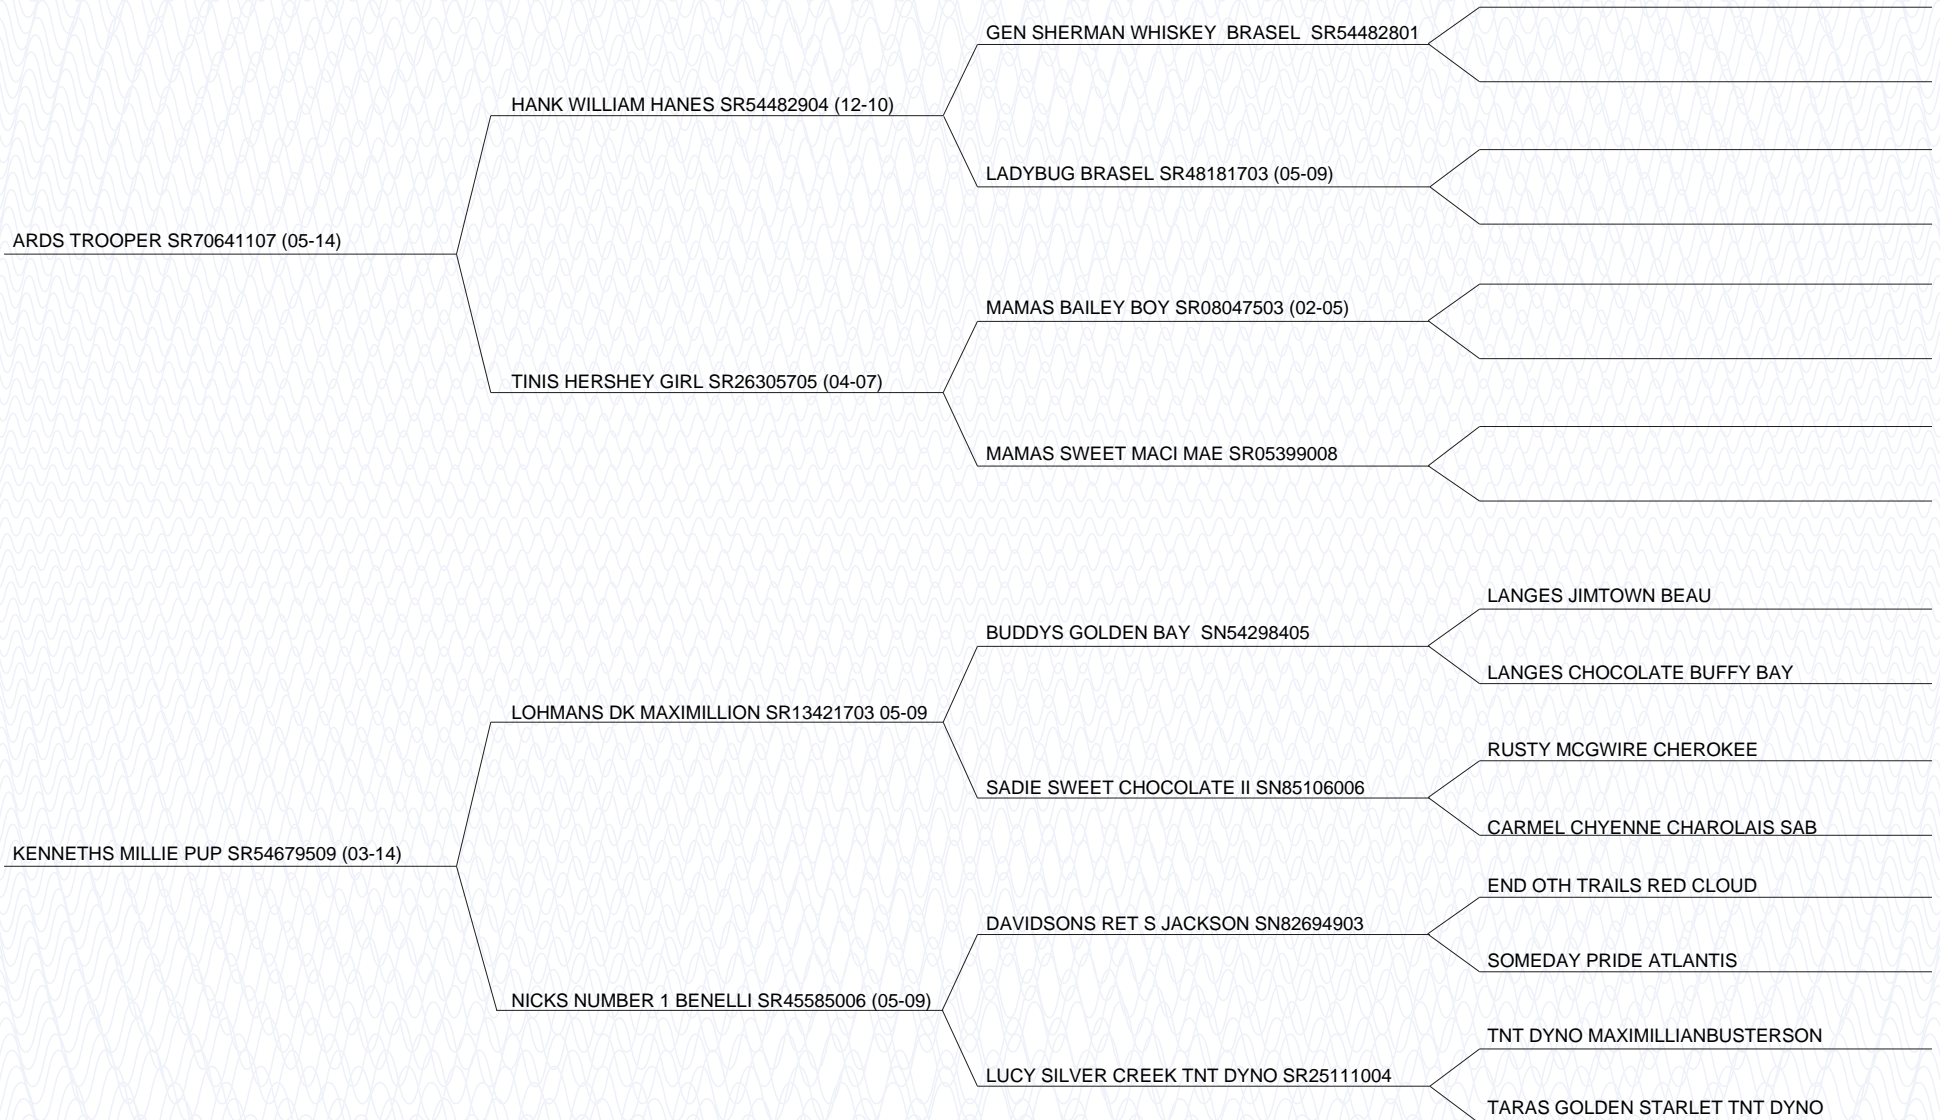 GEN SHERMAN WHISKEY  BRASEL  SR54482801
HANK WILLIAM HANES SR54482904 (12-10)
LADYBUG BRASEL SR48181703 (05-09)
ARDS TROOPER SR70641107 (05-14)
MAMAS BAILEY BOY SR08047503 (02-05)
TINIS HERSHEY GIRL SR26305705 (04-07)
MAMAS SWEET MACI MAE SR05399008
LANGES JIMTOWN BEAU
BUDDYS GOLDEN BAY  SN54298405
LANGES CHOCOLATE BUFFY BAY
LOHMANS DK MAXIMILLION SR13421703 05-09
RUSTY MCGWIRE CHEROKEE
SADIE SWEET CHOCOLATE II SN85106006
CARMEL CHYENNE CHAROLAIS SAB
KENNETHS MILLIE PUP SR54679509 (03-14)
END OTH TRAILS RED CLOUD
DAVIDSONS RET S JACKSON SN82694903
SOMEDAY PRIDE ATLANTIS
NICKS NUMBER 1 BENELLI SR45585006 (05-09)
TNT DYNO MAXIMILLIANBUSTERSON
LUCY SILVER CREEK TNT DYNO SR25111004
TARAS GOLDEN STARLET TNT DYNO